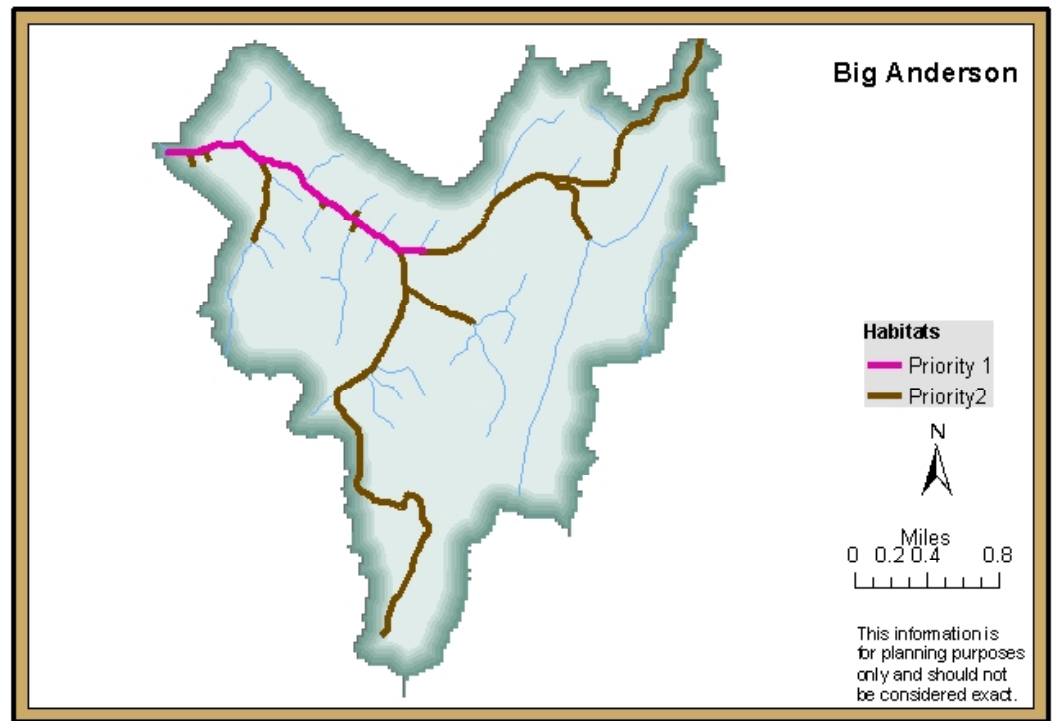 Big Anderson
Habitats
Priority 1
Priority2
N
Miles
0 0.2 0.4 0.8
This information is
for planning purposes
only and should not
be considered exact.